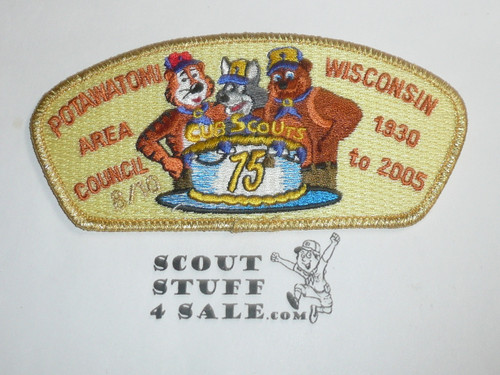 POTAWATOMI
AREA
COUNCIL
8/10
CUB SCOUTS
75
WISCONSIN
1930
to 2005
SCOUT
STUFF
4 SALE.com